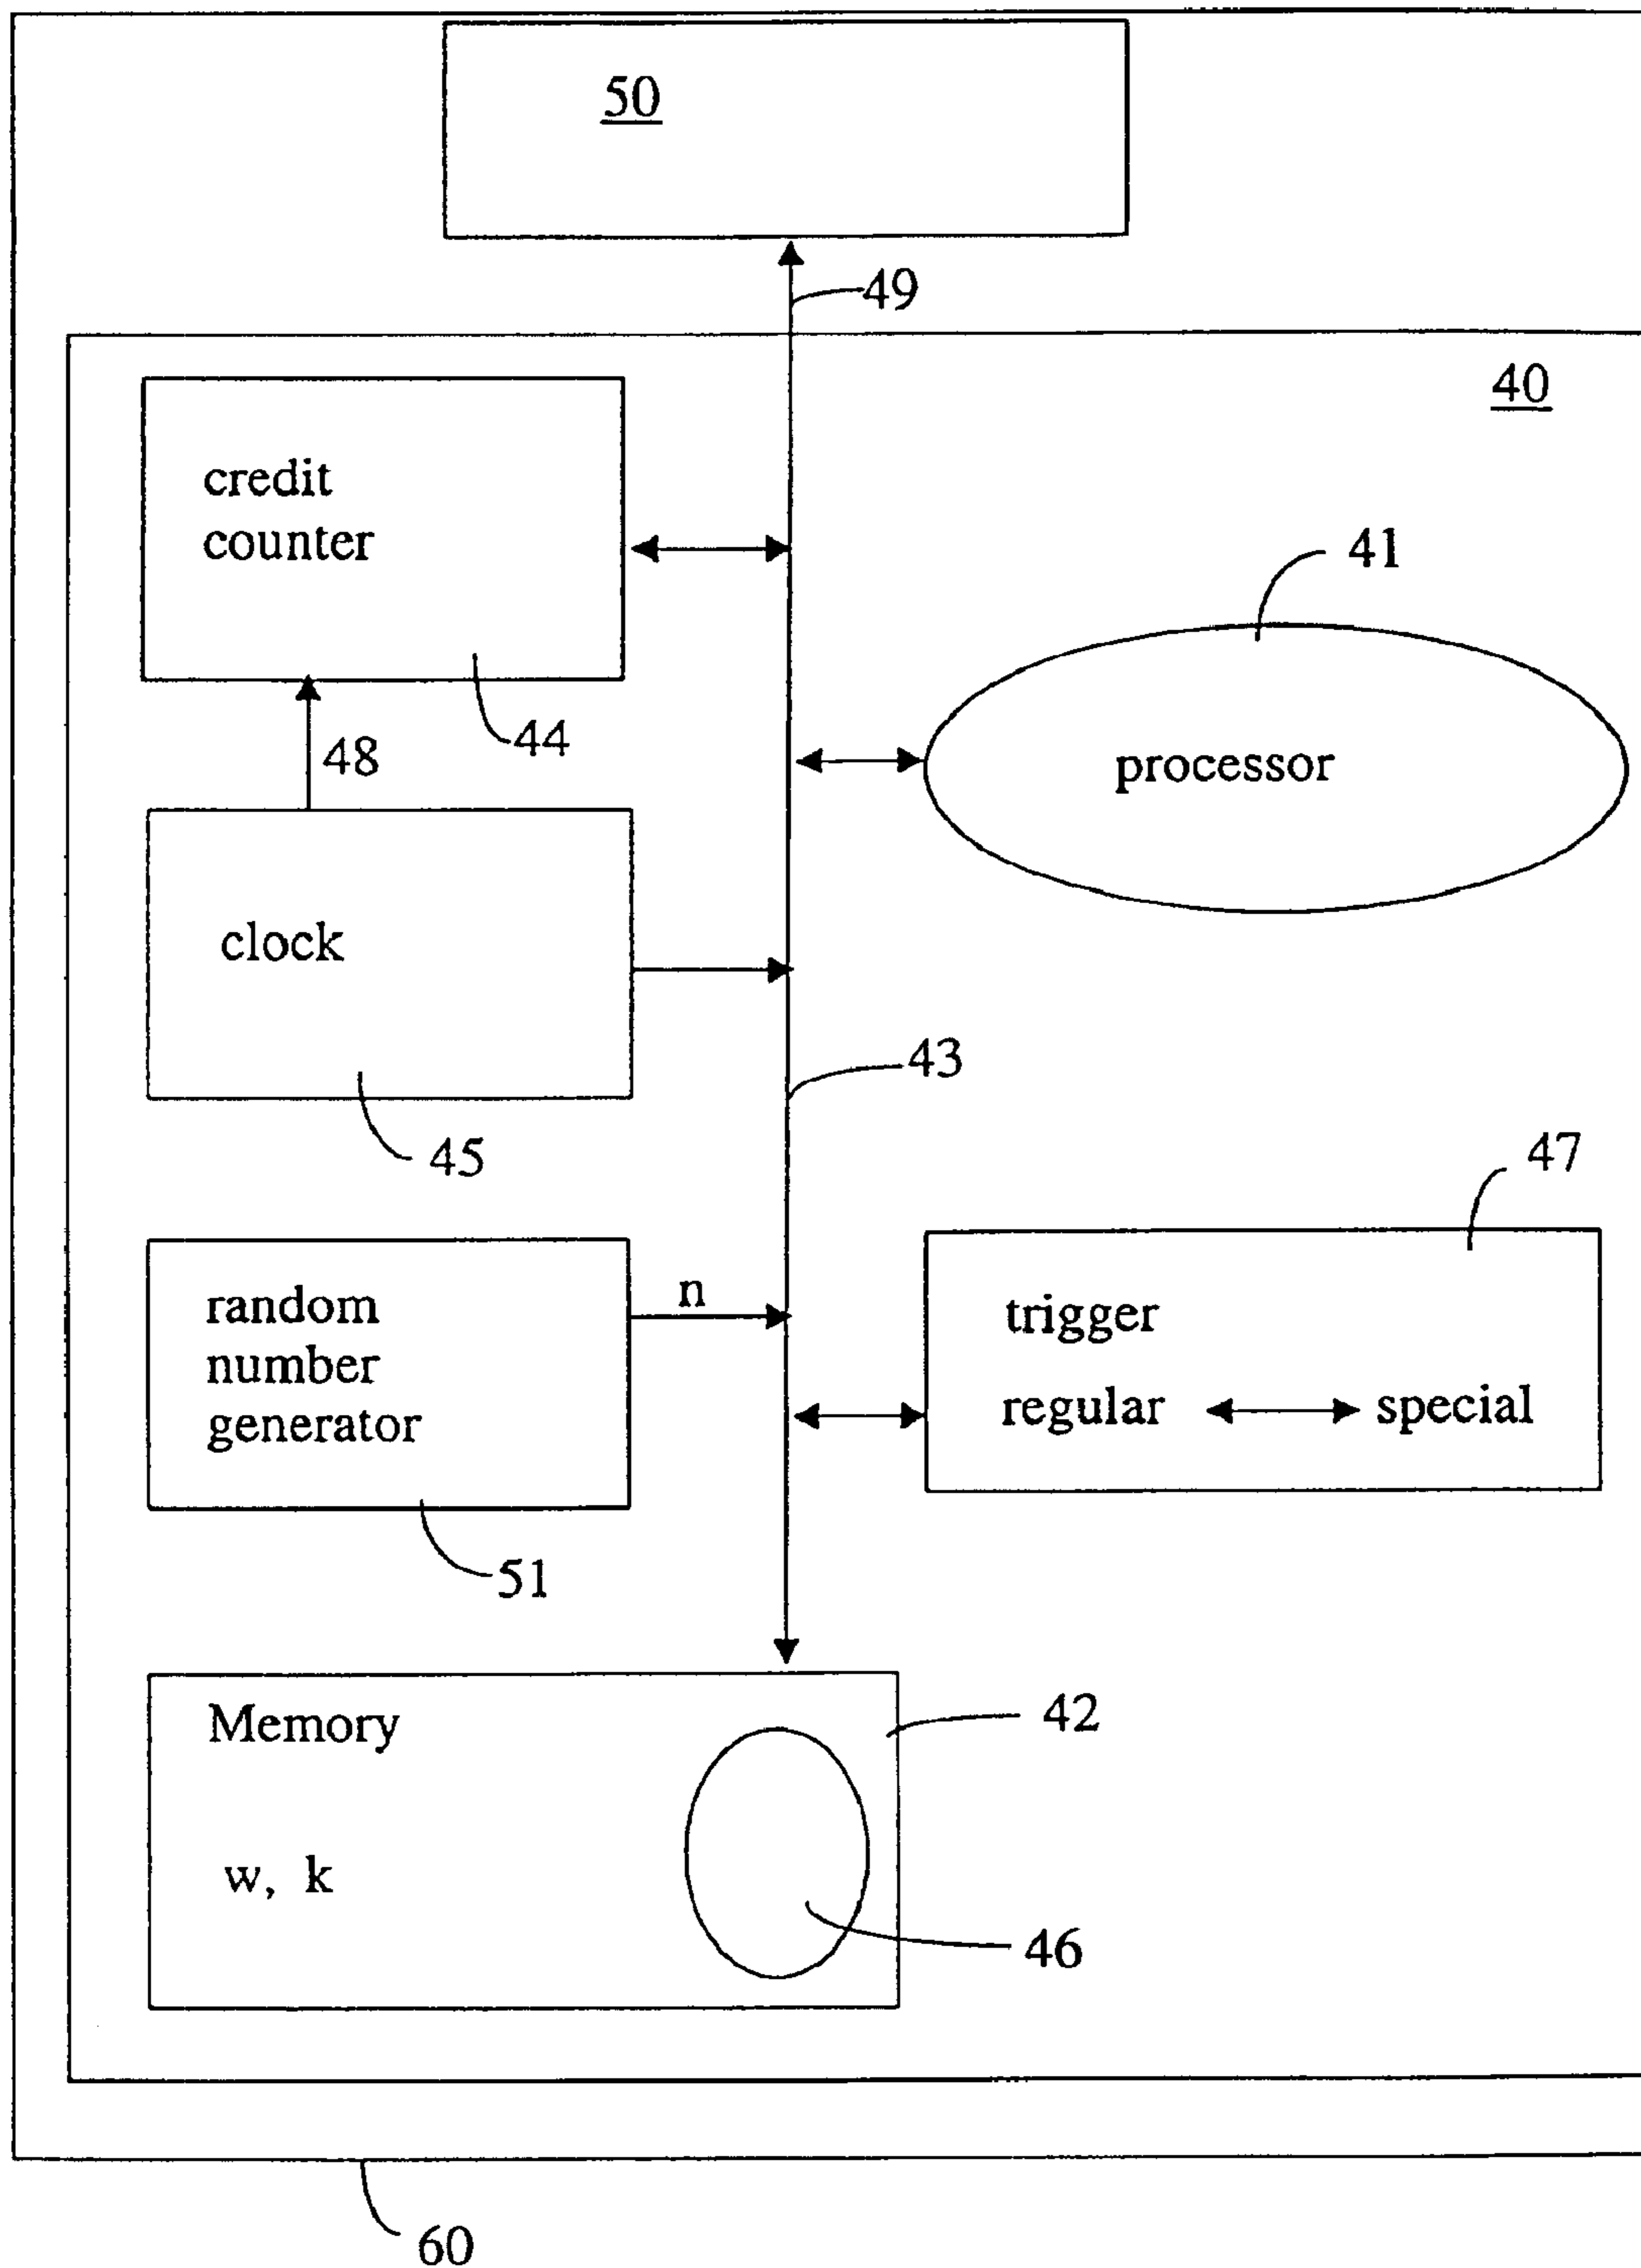 50
49
40
credit
counter
41
44
48
processor
clock
43
45
47
random
number
generator
n
trigger
regular special
51
Memory
42
w, k
46
60